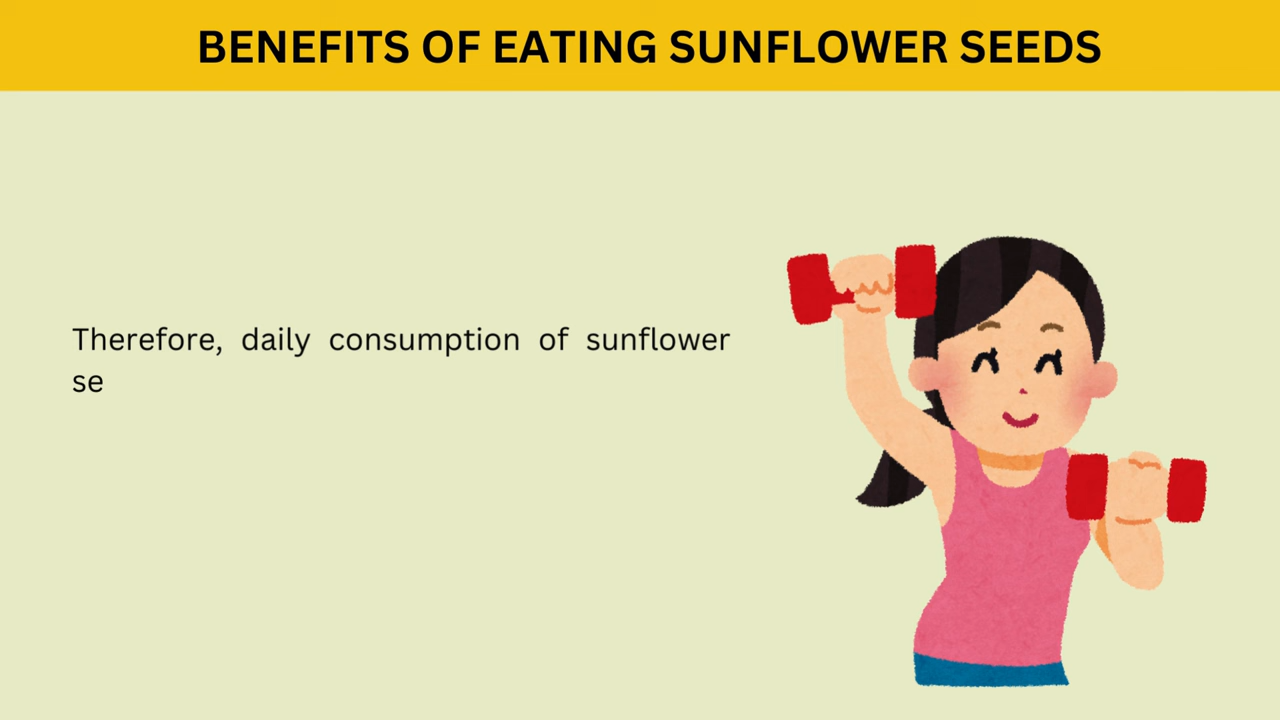 BENEFITS OF EATING SUNFLOWER SEEDS
Therefore, daily consumption of sunflower
se